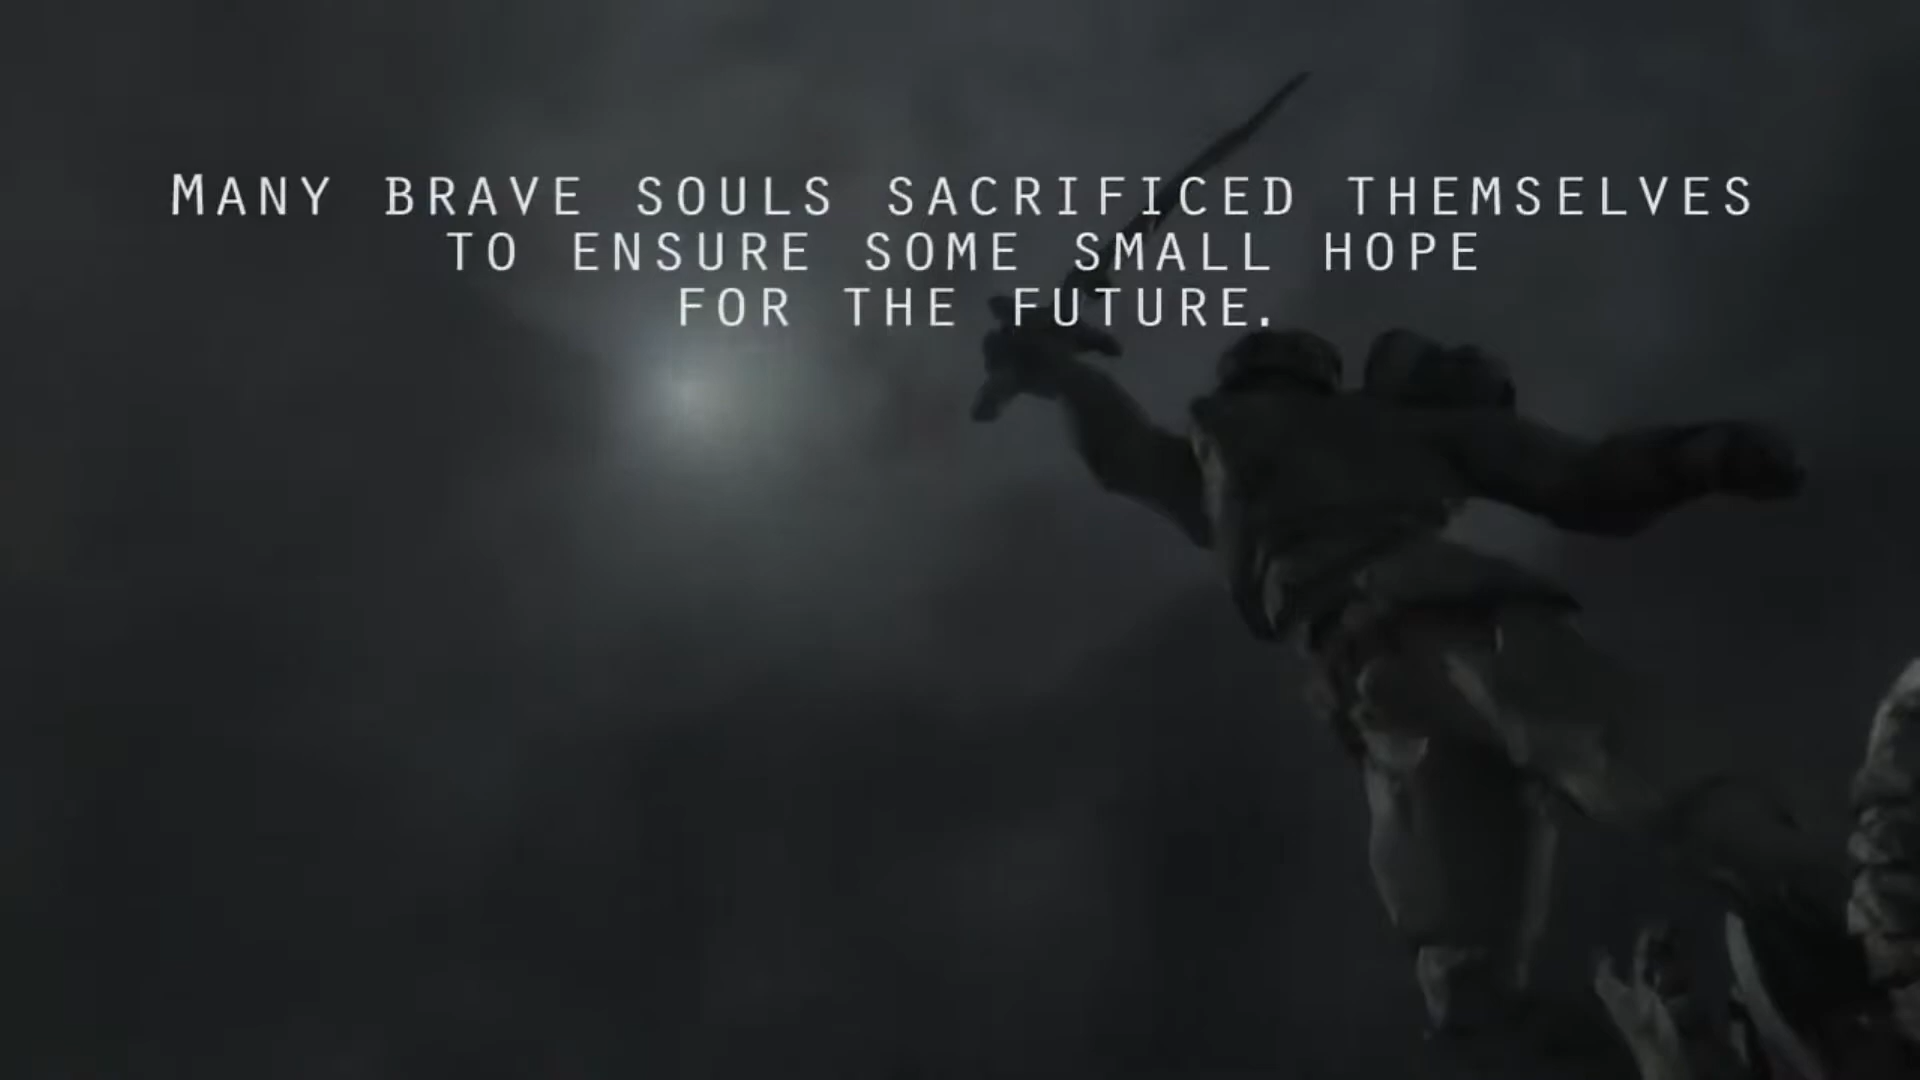 MANY BRAVE SOULS SACRIFICED THEMSELVES
TO ENSURE SOME SMALL HOPE
FOR THE FUTURE.